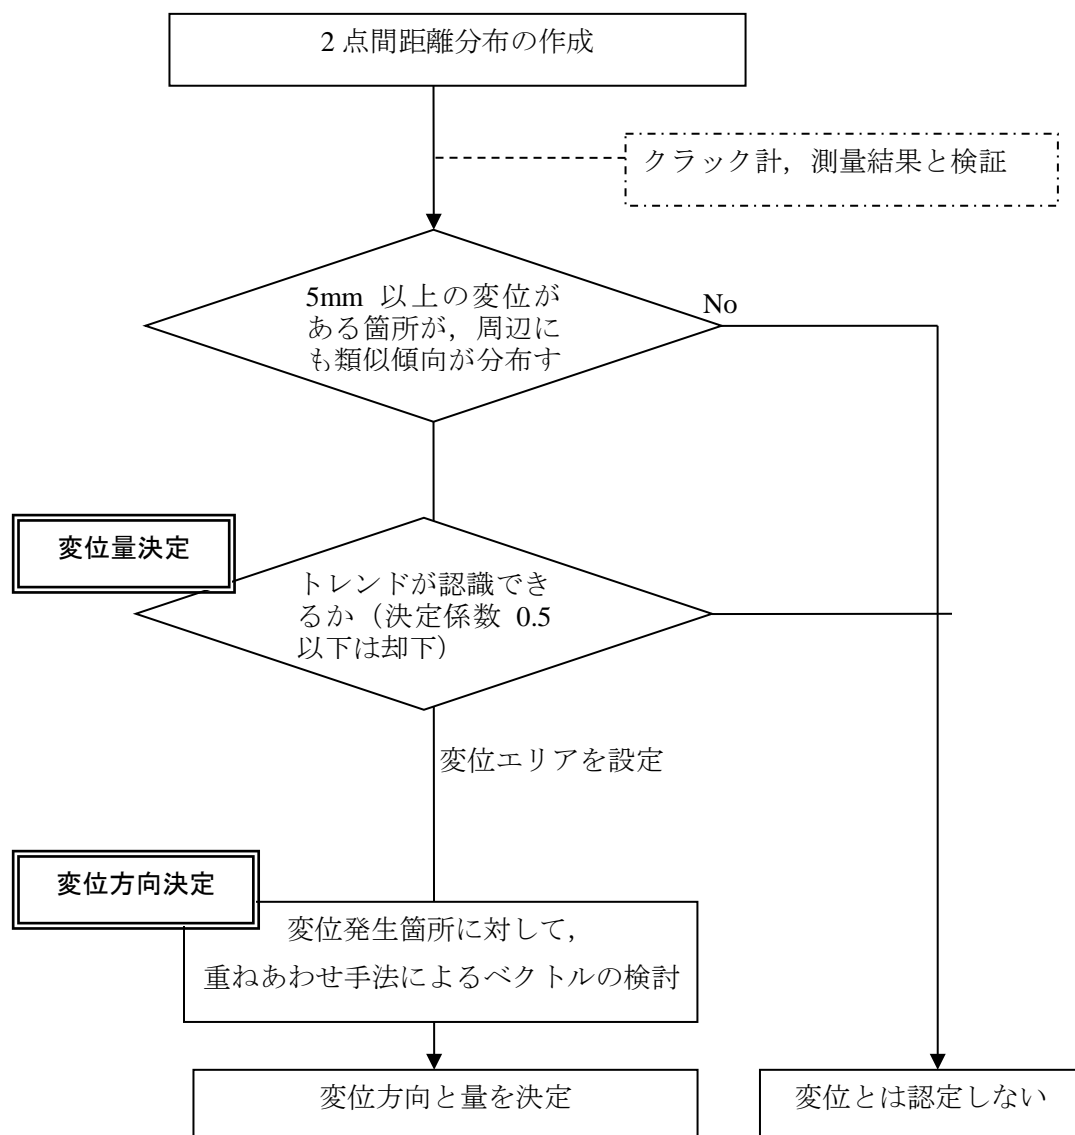 2 点間距離分布の作成
クラック計，測量結果と検証
5mm 以上の変位が
ある箇所が，周辺に
も類似傾向が分布す
No
変位量決定
トレンドが認識でき
るか（決定係数 0.5
以下は却下）
変位エリアを設定
変位方向決定
変位発生箇所に対して，
重ねあわせ手法によるベクトルの検討
変位方向と量を決定
変位とは認定しない